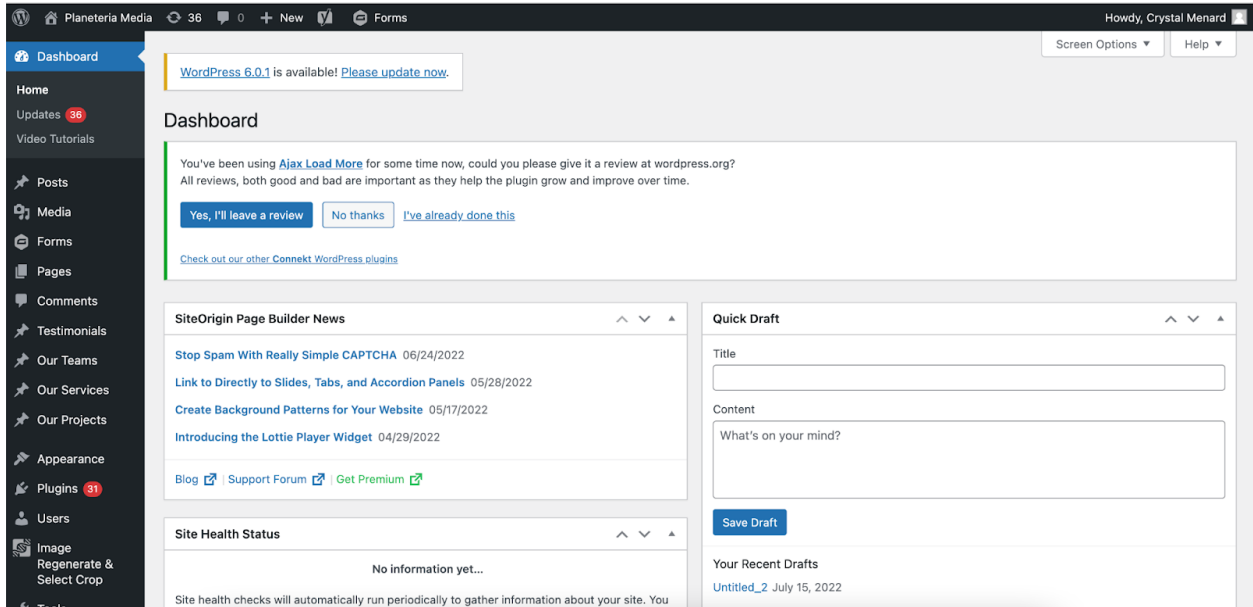 Planeteria Media 36 0 New Forms Howdy, Crystal Menard
Screen Options ▼ Help ▼
Dashboard
Home
Updates 36
Video Tutorials
Posts
Media
Forms
Pages
Comments
Testimonials
Our Teams
Our Services
Our Projects
Appearance
Plugins 31
Users
Image
Regenerate &
Select Crop
Tools
WordPress 6.0.1 is available! Please update now.
Dashboard
You've been using Ajax Load More for some time now, could you please give it a review at wordpress.org?
All reviews, both good and bad are important as they help the plugin grow and improve over time.
Yes, I'll leave a review No thanks I've already done this
Check out our other Connekt WordPress plugins
SiteOrigin Page Builder News
Stop Spam With Really Simple CAPTCHA 06/24/2022
Link to Directly to Slides, Tabs, and Accordion Panels 05/28/2022
Create Background Patterns for Your Website 05/17/2022
Introducing the Lottie Player Widget 04/29/2022
Blog | Support Forum | Get Premium
Site Health Status
No information yet...
Site health checks will automatically run periodically to gather information about your site. You
Quick Draft
Title
Content
What's on your mind?
Save Draft
Your Recent Drafts
Untitled_2 July 15, 2022